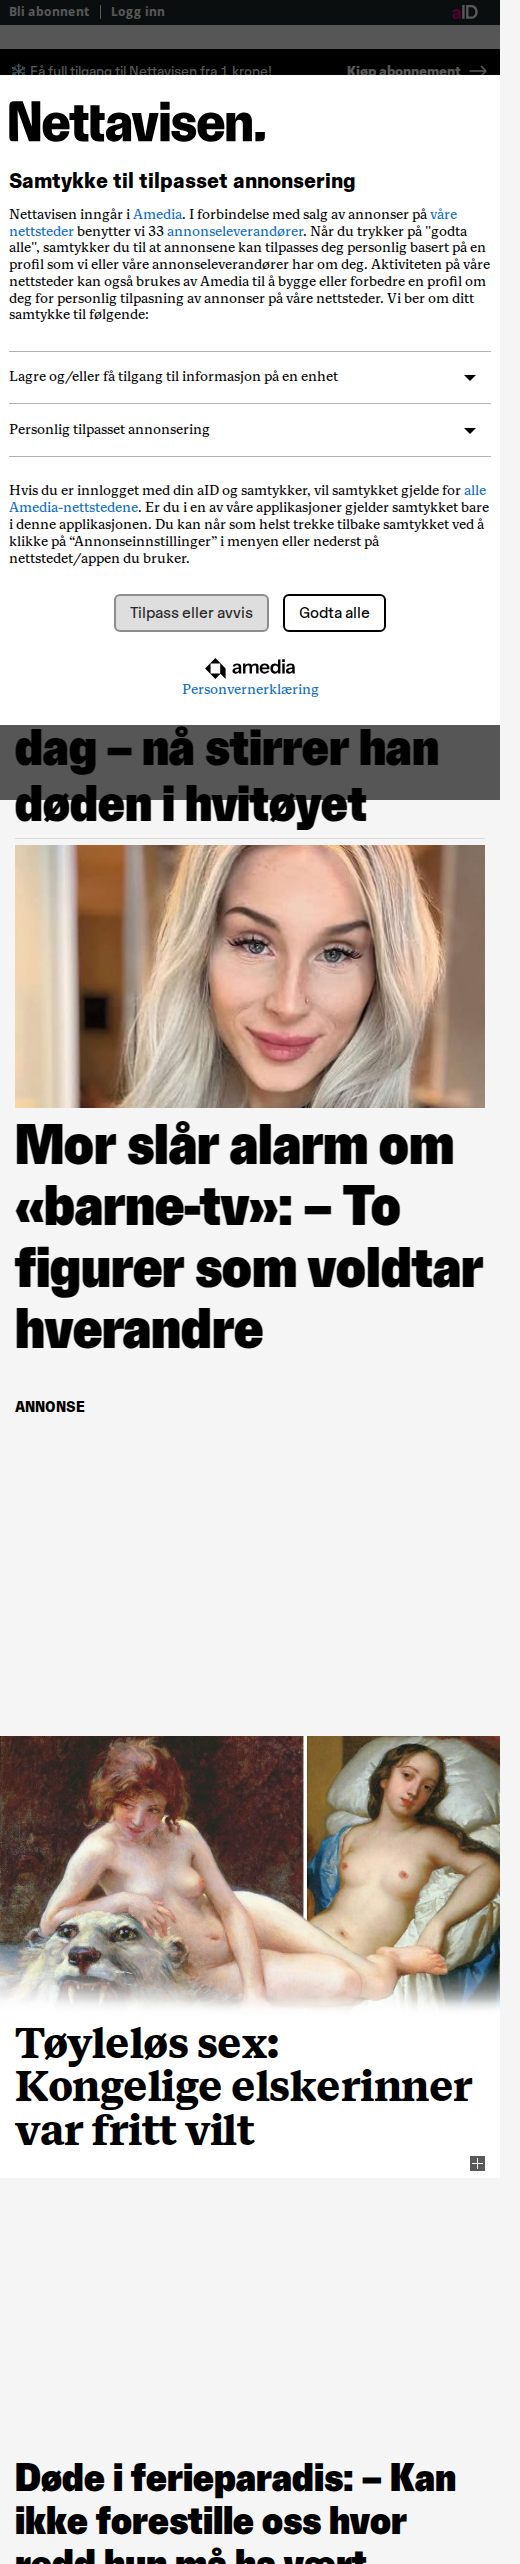 Bli abonnent | Logg inn
aID
Få full tilgang til Nettavisen fra 1 krone!
Kjøp abonnement →
Nettavisen.
Samtykke til tilpasset annonsering
Nettavisen inngår i Amedia. I forbindelse med salg av annonser på våre
nettsteder benytter vi 33 annonseleverandører. Når du trykker på "godta
alle", samtykker du til at annonsene kan tilpasses deg personlig basert på en
profil som vi eller våre annonseleverandører har om deg. Aktiviteten på våre
nettsteder kan også brukes av Amedia til å bygge eller forbedre en profil om
deg for personlig tilpasning av annonser på våre nettsteder. Vi ber om ditt
samtykke til følgende:
Lagre og/eller få tilgang til informasjon på en enhet
Personlig tilpasset annonsering
Hvis du er innlogget med din aID og samtykker, vil samtykket gjelde for alle
Amedia-nettstedene. Er du i en av våre applikasjoner gjelder samtykket bare
i denne applikasjonen. Du kan når som helst trekke tilbake samtykket ved å
klikke på “Annonseinnstillinger” i menyen eller nederst på
nettstedet/appen du bruker.
Tilpass eller avvis
Godta alle
amedia
Personvernerklæring
dag – nå stirrer han
døden i hvitøyet
Mor slår alarm om
«barne-tv»: – To
figurer som voldtar
hverandre
ANNONSE
Tøyleløs sex:
Kongelige elskerinner
var fritt vilt
Døde i ferieparadis: – Kan
ikke forestille oss hvor
redd hun må ha vært